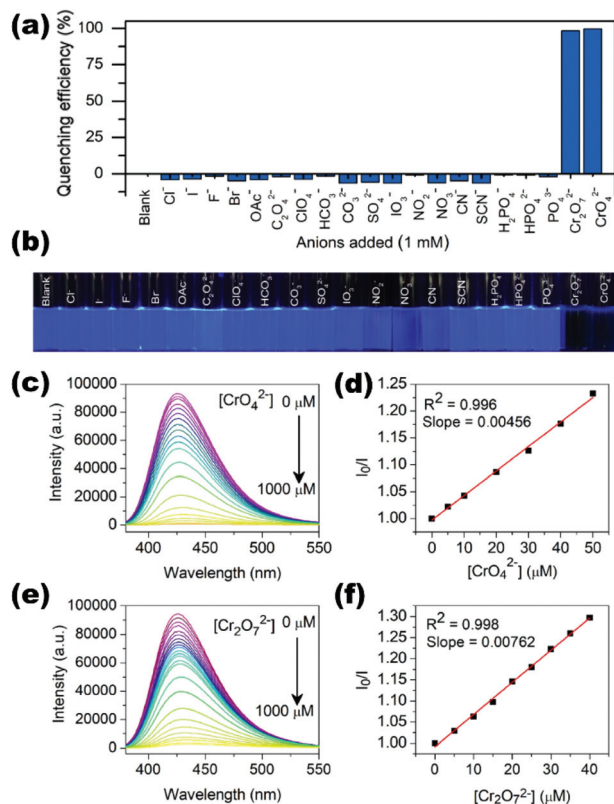 (a)
Quenching efficiency (%)
100
75
50
25
0
Blank
Cl⁻
I⁻
F⁻
Br⁻
OAc⁻
C₂O₄²⁻
ClO₄⁻
HCO₃⁻
CO₃²⁻
SO₄²⁻
IO₃⁻
NO₂⁻
NO₃⁻
CN⁻
SCN⁻
H₂PO₄⁻
HPO₄²⁻
PO₄³⁻
Cr₂O₇²⁻
CrO₄²⁻
Anions added (1 mM)
(b)
Blank
Cl⁻
I⁻
F⁻
Br⁻
OAc⁻
C₂O₄²⁻
ClO₄⁻
HCO₃⁻
CO₃²⁻
SO₄²⁻
IO₃⁻
NO₂⁻
NO₃⁻
CN⁻
SCN⁻
H₂PO₄⁻
HPO₄²⁻
PO₄³⁻
Cr₂O₇²⁻
CrO₄²⁻
(c)
Intensity (a.u.)
100000
80000
60000
40000
20000
0
[CrO₄²⁻] 0 μM
1000 μM
400 450 500 550
Wavelength (nm)
(d)
I₀/I
1.25
1.20
1.15
1.10
1.05
1.00
R² = 0.996
Slope = 0.00456
0 10 20 30 40 50
[CrO₄²⁻] (μM)
(e)
Intensity (a.u.)
100000
80000
60000
40000
20000
0
[Cr₂O₇²⁻] 0 μM
1000 μM
400 450 500 550
Wavelength (nm)
(f)
I₀/I
1.30
1.25
1.20
1.15
1.10
1.05
1.00
R² = 0.998
Slope = 0.00762
0 10 20 30 40
[Cr₂O₇²⁻] (μM)